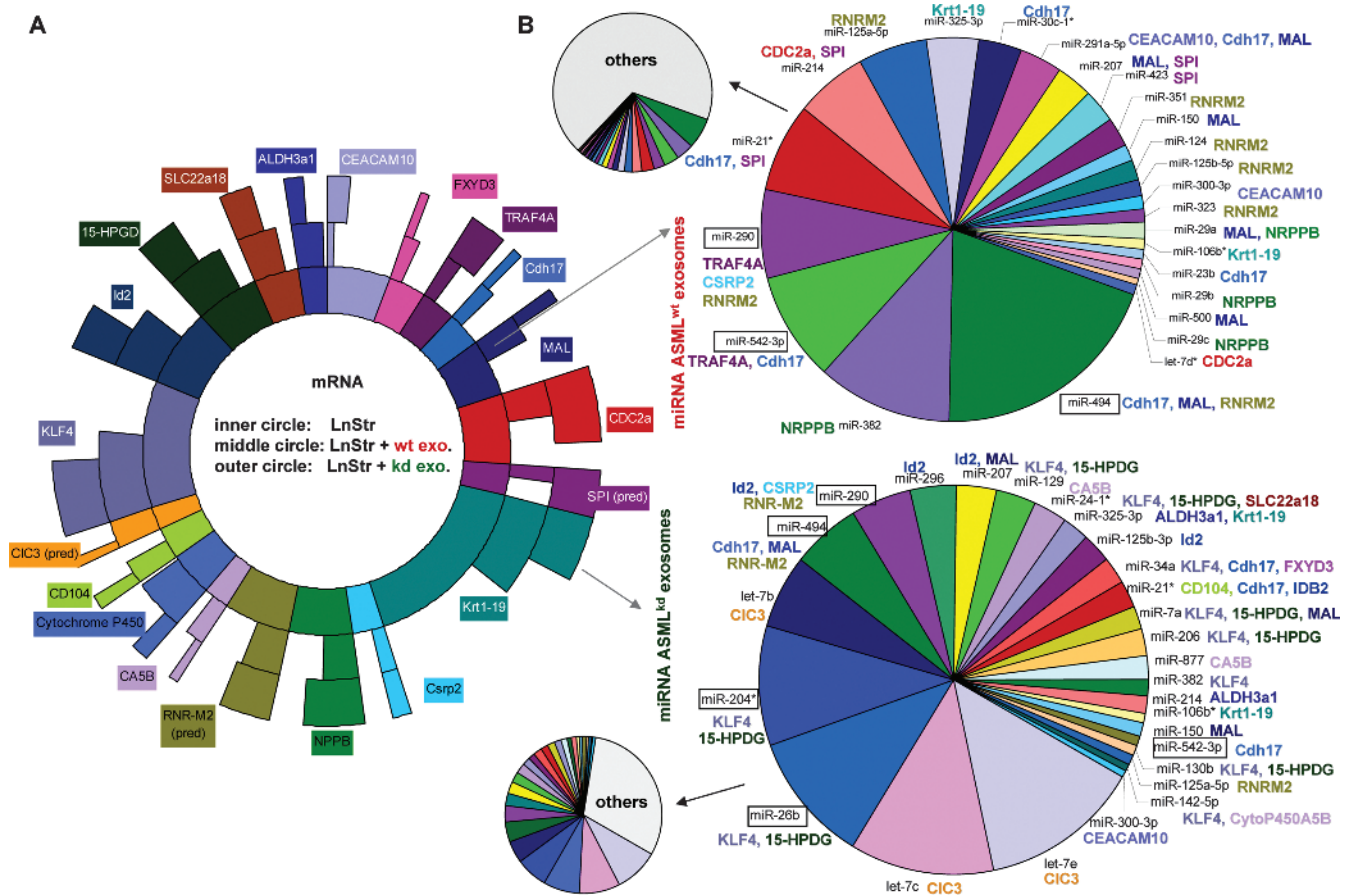 A
B
ALDH3a1
CEACAM10
SLC22a18
FXYD3
15-HPGD
TRAF4A
Cdh17
Id2
MAL
mRNA
inner circle: LnStr
middle circle: LnStr + wt exo.
outer circle: LnStr + kd exo.
CDC2a
KLF4
SPI (pred)
ClC3 (pred)
CD104
Krt1-19
Cytochrome P450
CA5B
Csrp2
RNR-M2
(pred)
NPPB
others
miRNA ASMLwt exosomes
RNRM2
miR-125a-5p
Krt1-19
miR-325-3p
Cdh17
miR-30c-1*
CDC2a, SPI
miR-214
miR-291a-5p CEACAM10, Cdh17, MAL
miR-207 MAL, SPI
miR-423 SPI
miR-351 RNRM2
miR-150 MAL
miR-124 RNRM2
miR-125b-5p RNRM2
miR-300-3p CEACAM10
miR-323 RNRM2
miR-29a MAL, NRPPB
miR-106b* Krt1-19
miR-23b Cdh17
miR-29b NRPPB
miR-500 MAL
miR-29c NRPPB
let-7d* CDC2a
miR-494 Cdh17, MAL, RNRM2
NRPPB miR-382
miR-21*
Cdh17, SPI
miR-290
TRAF4A
CSRP2
RNRM2
miR-542-3p
TRAF4A, Cdh17
miRNA ASMLkd exosomes
Id2
miR-296
Id2, MAL
miR-207
KLF4, 15-HPDG
miR-129
CA5B
miR-24-1*
KLF4, 15-HPDG, SLC22a18
miR-325-3p ALDH3a1, Krt1-19
miR-125b-3p Id2
miR-34a KLF4, Cdh17, FXYD3
miR-21* CD104, Cdh17, IDB2
miR-7a KLF4, 15-HPDG, MAL
miR-206 KLF4, 15-HPDG
miR-877 CA5B
miR-382 KLF4
miR-214 ALDH3a1
miR-106b* Krt1-19
miR-150 MAL
miR-542-3p Cdh17
miR-130b KLF4, 15-HPDG
miR-125a-5p RNRM2
miR-142-5p
KLF4, CytoP450A5B
miR-300-3p
CEACAM10
let-7e
ClC3
let-7c ClC3
Id2, CSRP2 miR-290
RNR-M2
miR-494
Cdh17, MAL
RNR-M2
let-7b
ClC3
miR-204*
KLF4
15-HPDG
miR-26b
KLF4, 15-HPDG
others